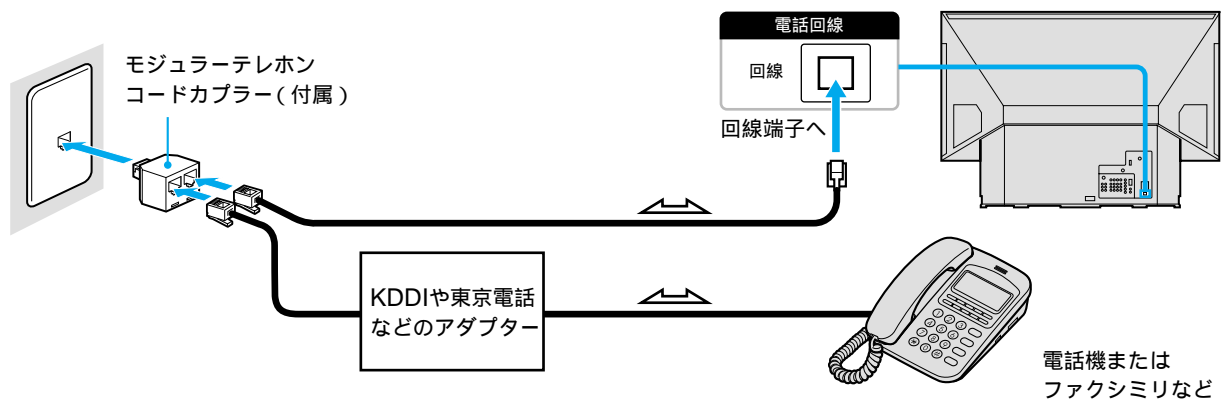 モジュラーテレホン
コードカプラー(付属)
電話回線
回線
回線端子へ
KDDIや東京電話
などのアダプター
電話機または
ファクシミリなど